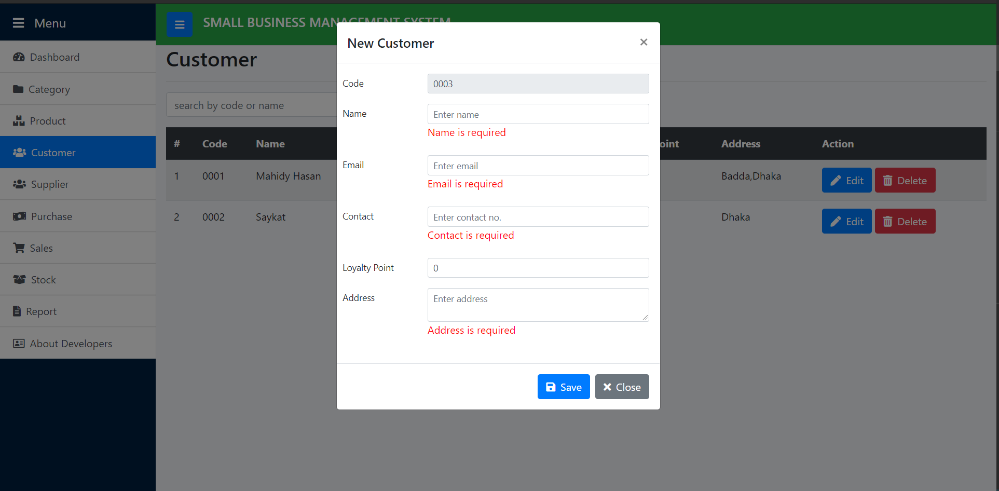 Menu
Dashboard
Category
Product
Customer
Supplier
Purchase
Sales
Stock
Report
About Developers
SMALL BUSINESS MANAGEMENT SYSTEM
Customer
search by code or name
# Code Name oint Address Action
1 0001 Mahidy Hasan Badda,Dhaka Edit Delete
2 0002 Saykat Dhaka Edit Delete
New Customer ×
Code 0003
Name Enter name
Name is required
Email Enter email
Email is required
Contact Enter contact no.
Contact is required
Loyalty Point 0
Address Enter address
Address is required
Save Close